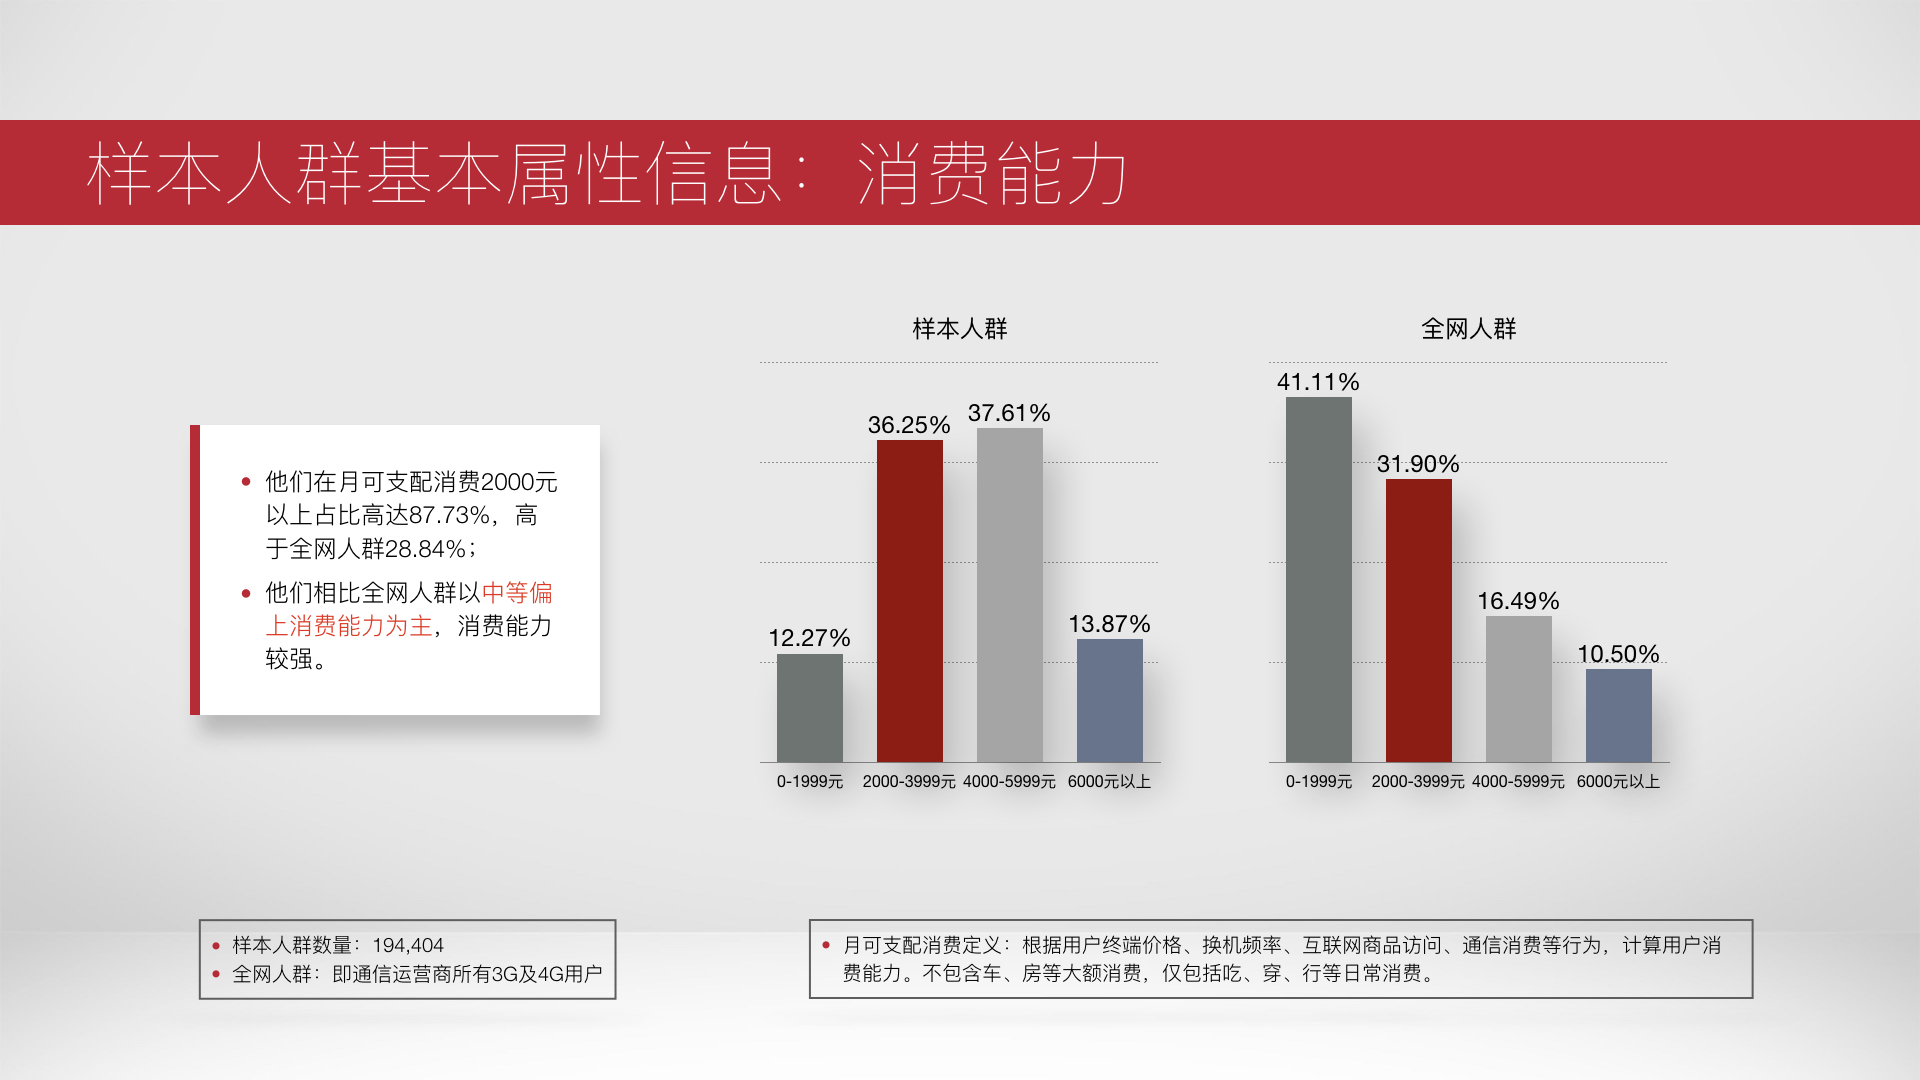 样本人群基本属性信息：消费能力
他们在月可支配消费2000元
以上占比高达87.73%，高
于全网人群28.84%；
他们相比全网人群以中等偏
上消费能力为主，消费能力
较强。
样本人群
12.27%
36.25%
37.61%
13.87%
0-1999元
2000-3999元
4000-5999元
6000元以上
全网人群
41.11%
31.90%
16.49%
10.50%
0-1999元
2000-3999元
4000-5999元
6000元以上
样本人群数量：194,404
全网人群：即通信运营商所有3G及4G用户
月可支配消费定义：根据用户终端价格、换机频率、互联网商品访问、通信消费等行为，计算用户消
费能力。不包含车、房等大额消费，仅包括吃、穿、行等日常消费。